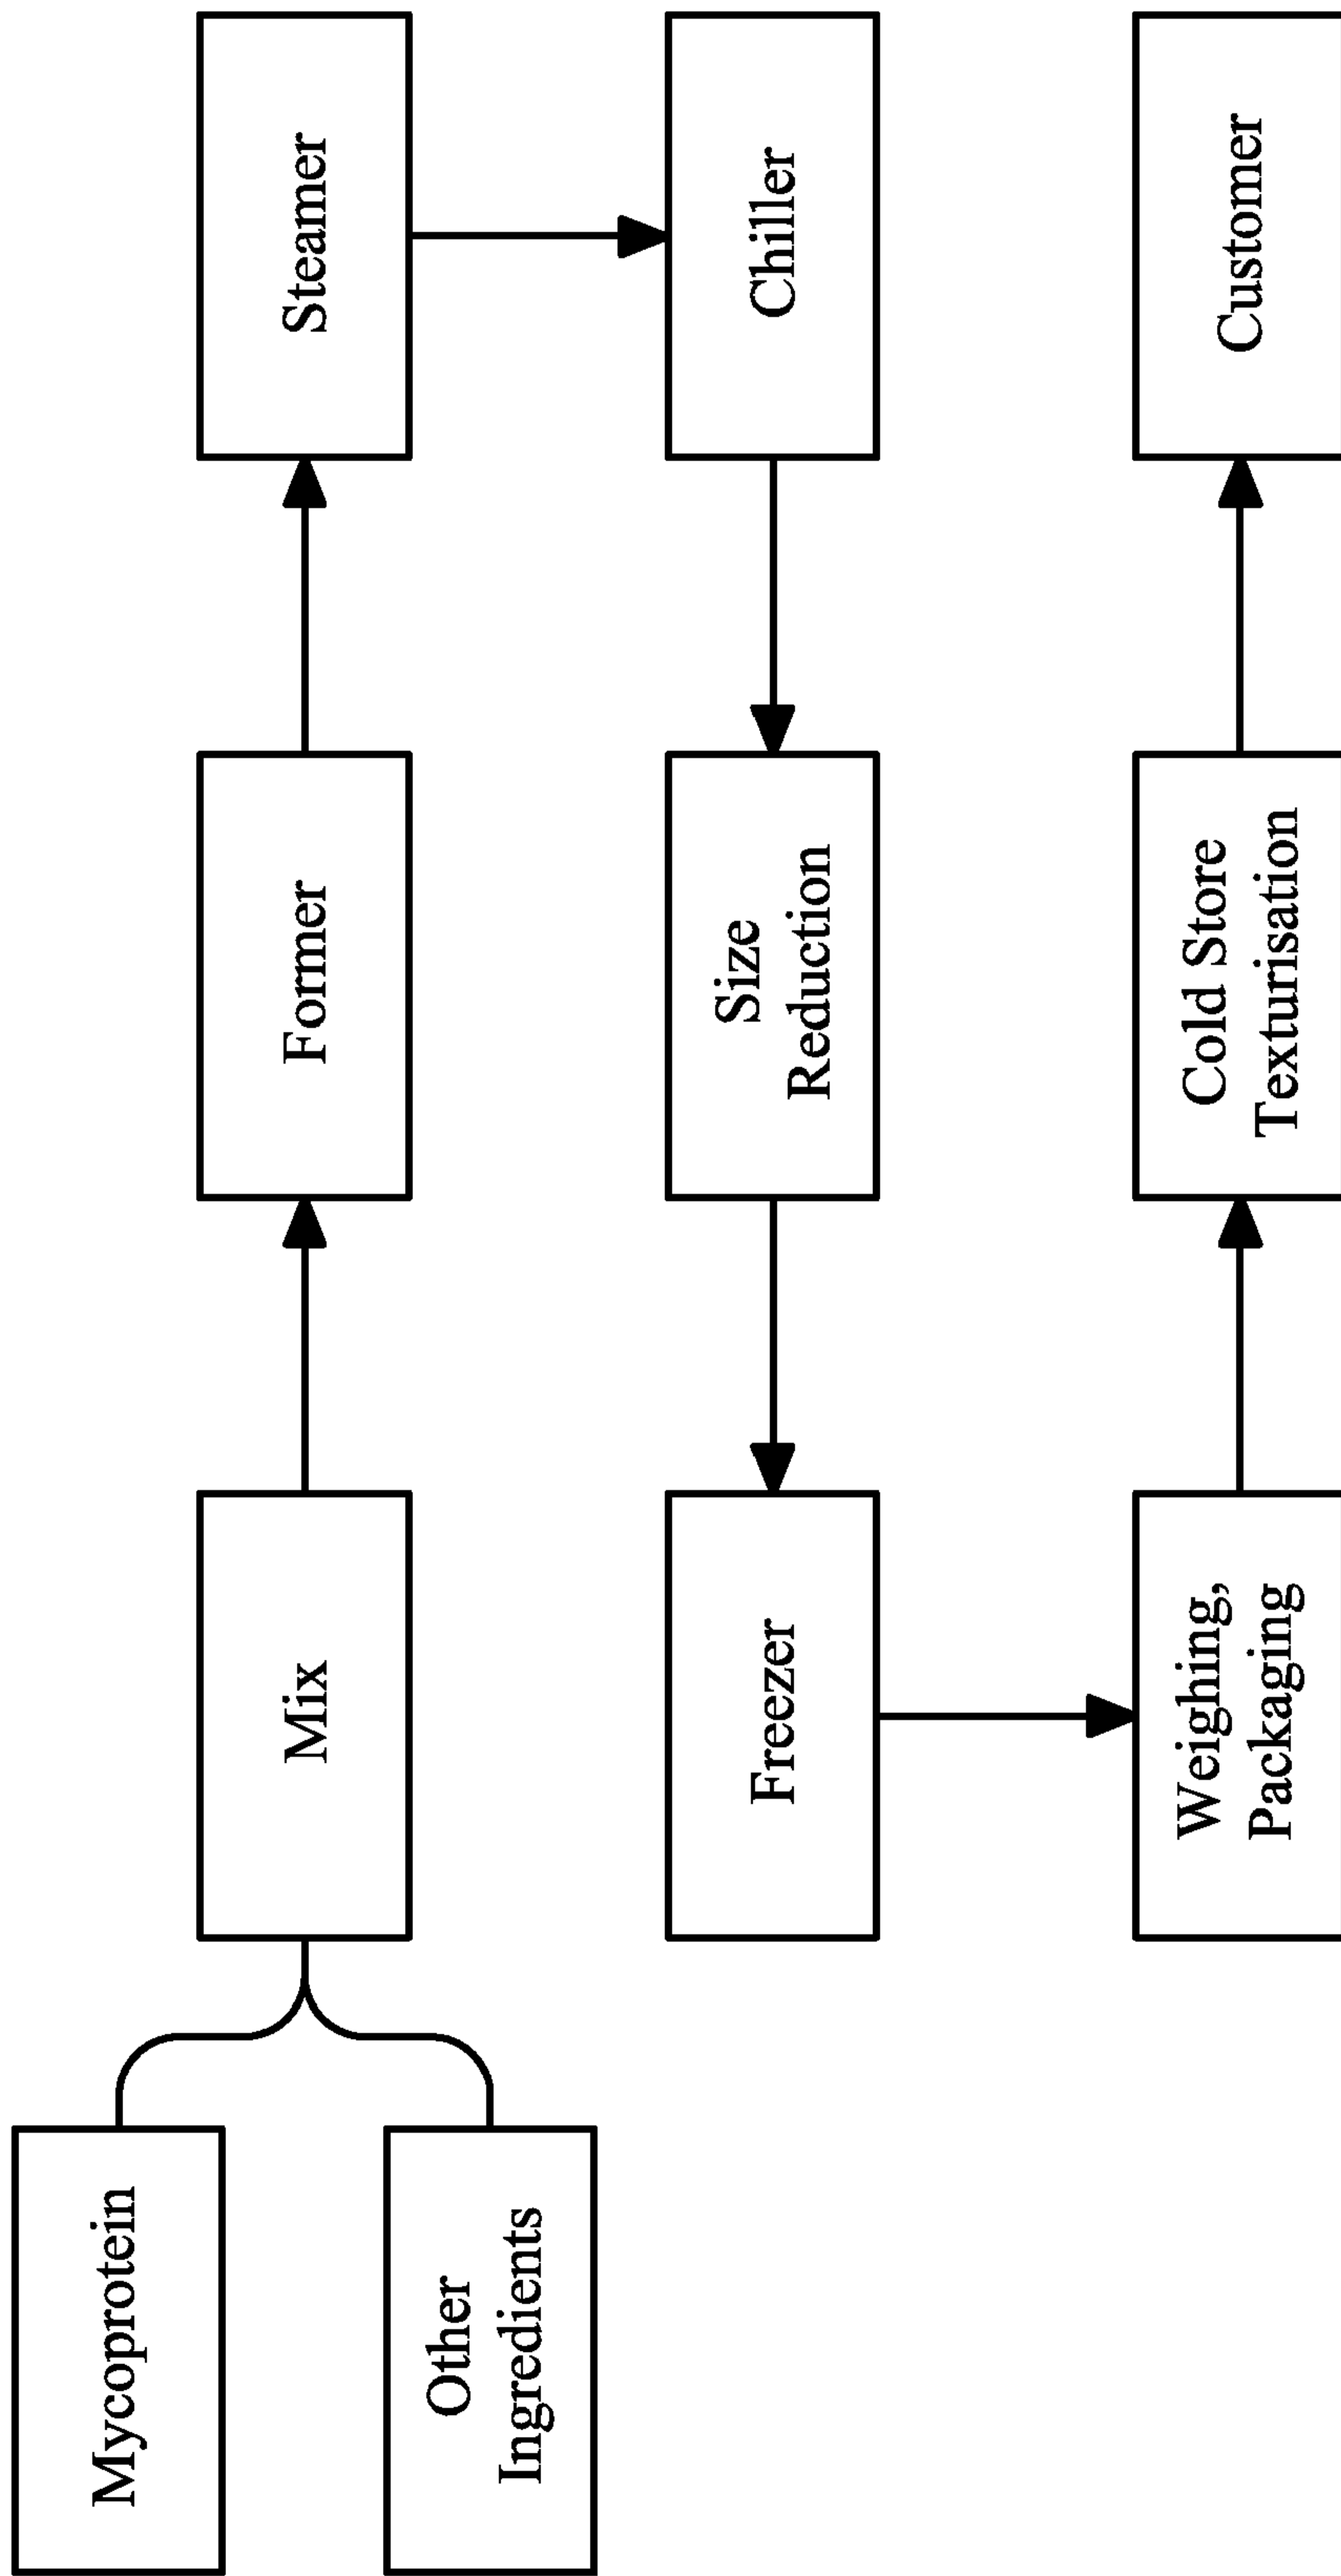 Mycoprotein
Other
Ingredients
Mix
Former
Steamer
Chiller
Size
Reduction
Freezer
Weighing,
Packaging
Cold Store
Texturisation
Customer